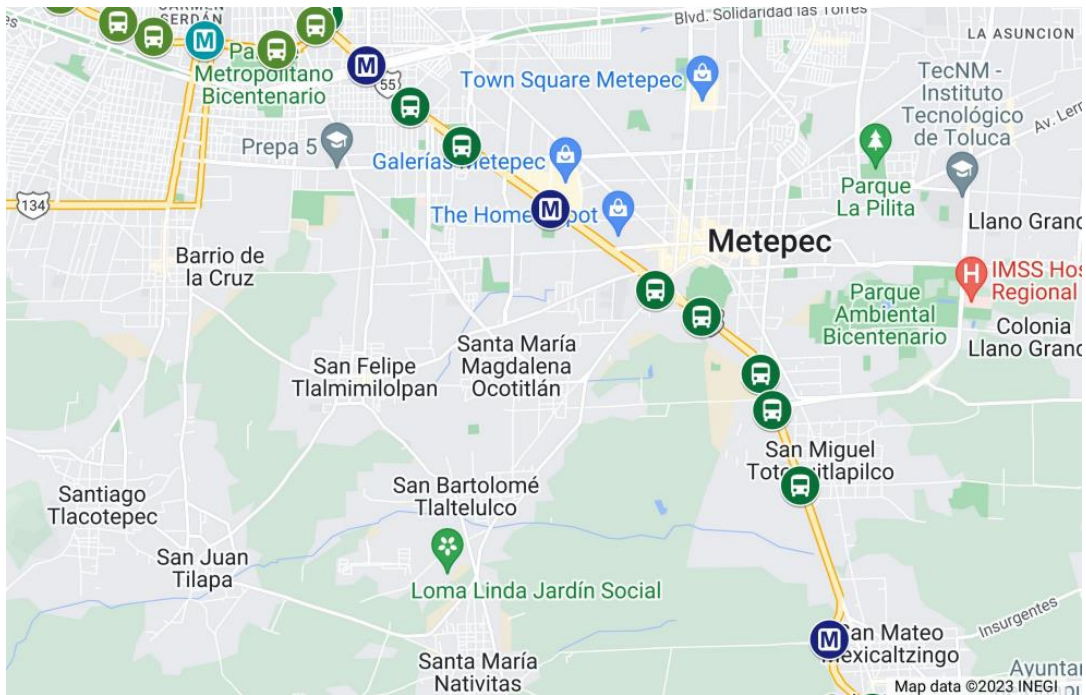 CARMEN
SERDÁN
Blvd. Solidaridad las Torres
LA ASUNCION
M
M
Metropolitano
Bicentenario
55
Town Square Metepec
TecNM -
Instituto
Tecnológico
de Toluca
Av. Ler
Prepa 5
Galerías Metepec
Parque
La Pilita
134
The Home
M
Metepec
Llano Grand
Barrio de
la Cruz
H
IMSS Hos
Regional
Parque
Ambiental
Bicentenario
Colonia
Llano Grand
San Felipe
Tlalmimilolpan
Santa María
Magdalena
Ocotitlán
San Miguel
San Bartolomé
Tlaltelulco
Santiago
Tlacotepec
San Juan
Tilapa
Loma Linda Jardín Social
Insurgentes
M
San Mateo
Mexicaltzingo
Santa María
Nativitas
Map data ©2023 INEGI